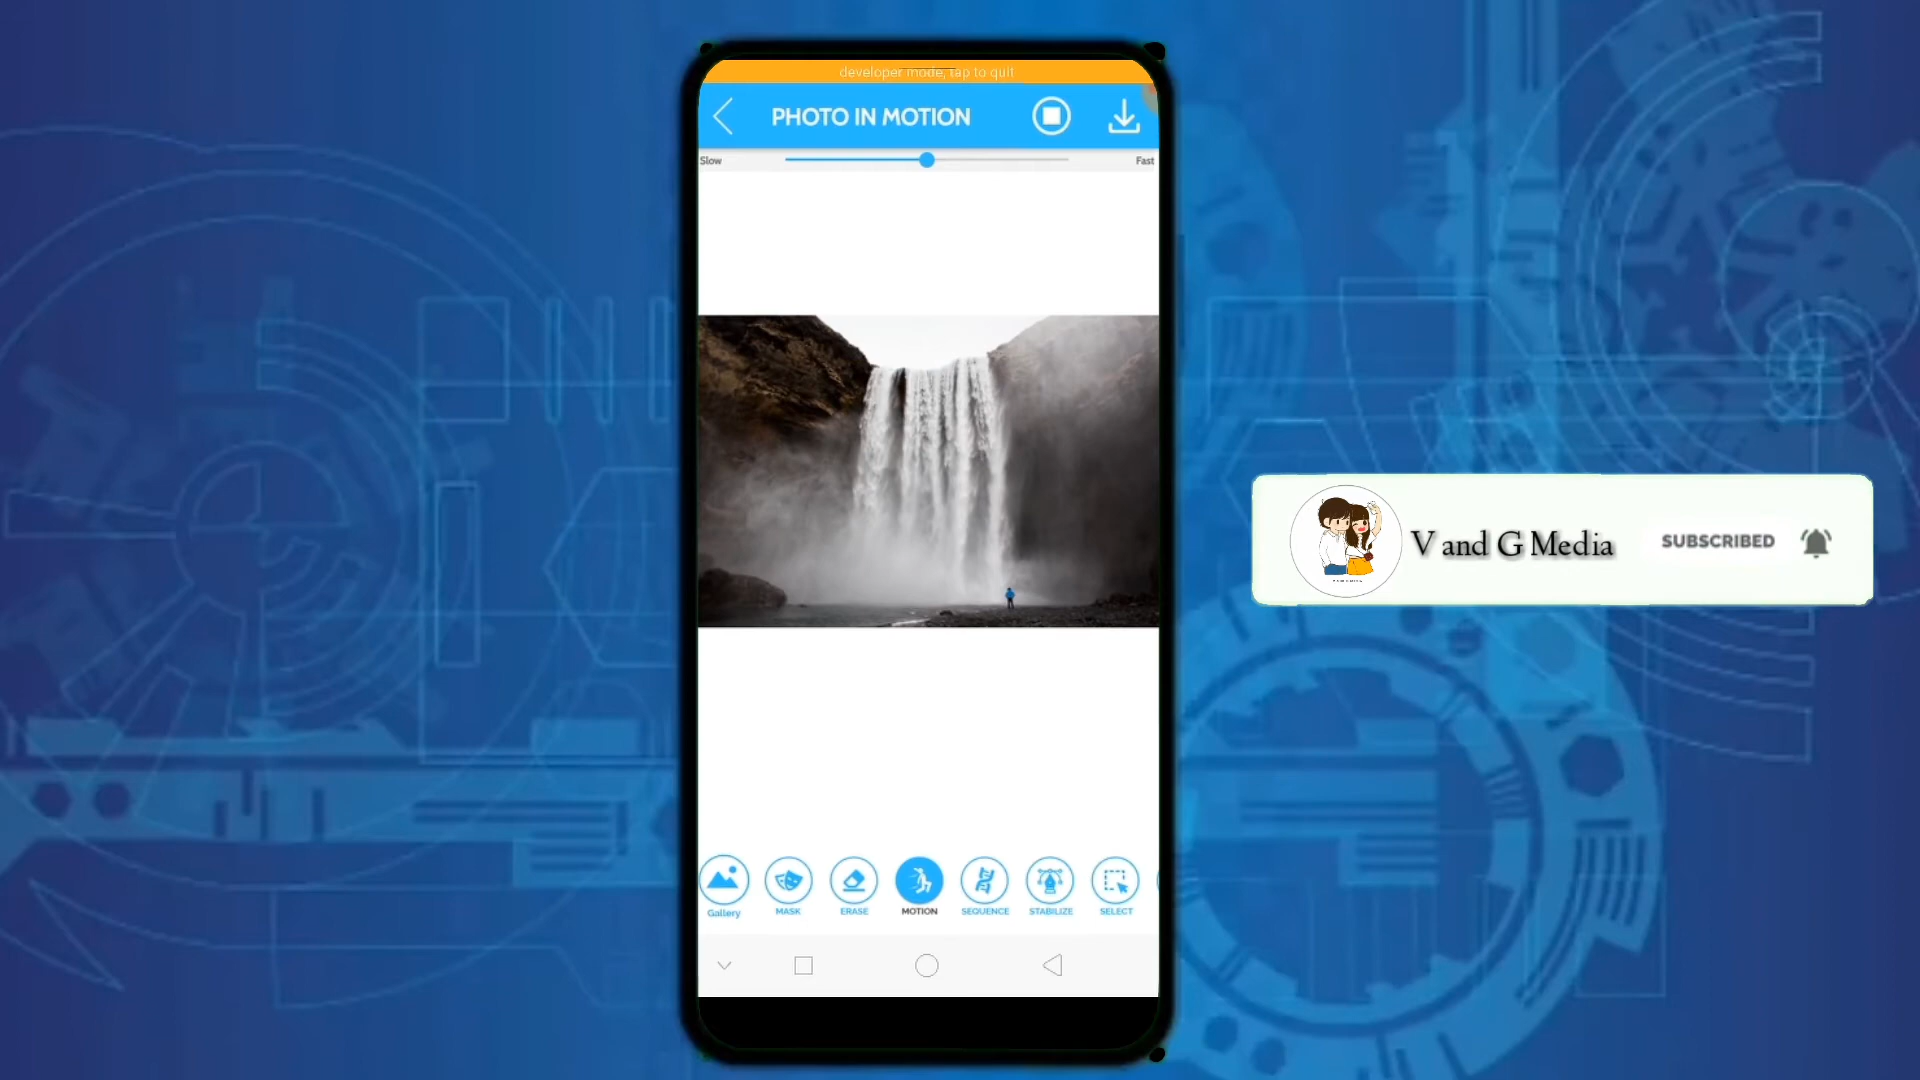 developer mode, tap to quit
PHOTO IN MOTION
Slow
Fast
V and G Media
SUBSCRIBED
Gallery
MASK
ERASE
MOTION
SEQUENCE
STABILIZE
SELECT